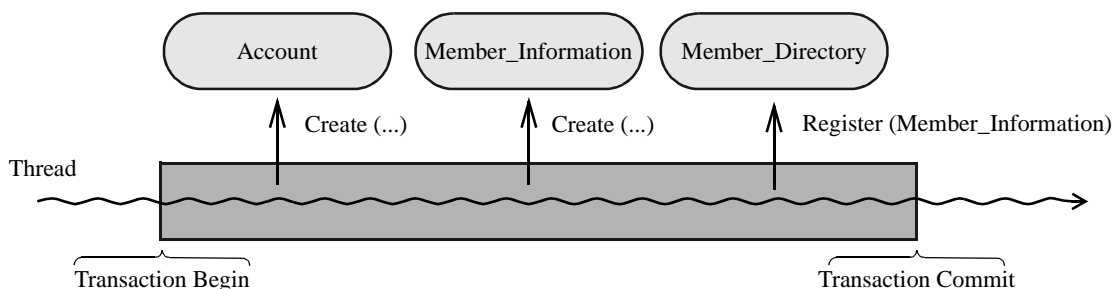 Account
Member_Information
Member_Directory
Create (...)
Create (...)
Register (Member_Information)
Thread
Transaction Begin
Transaction Commit